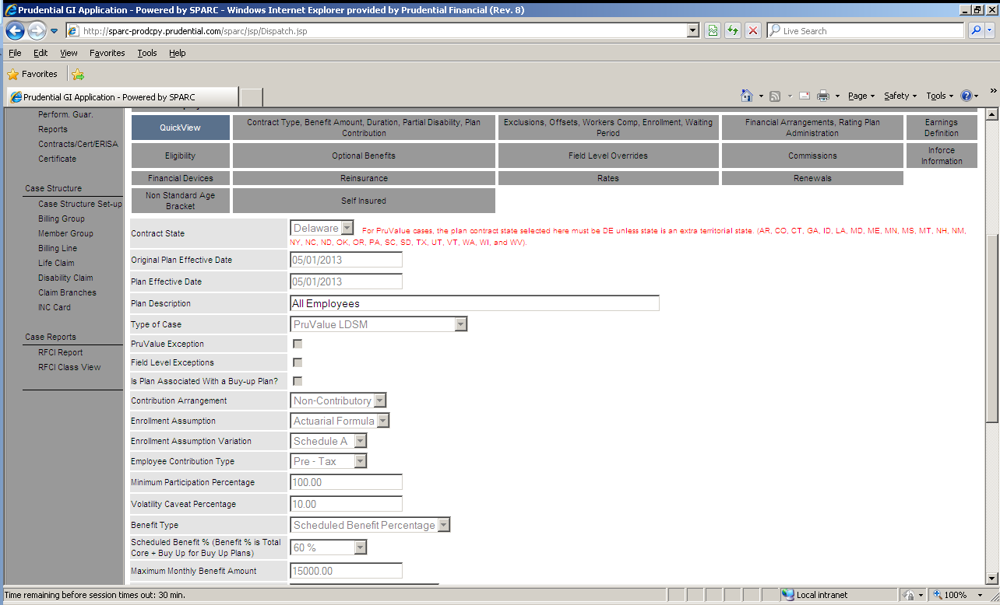 Prudential GI Application - Powered by SPARC - Windows Internet Explorer provided by Prudential Financial (Rev. 8)
http://sparc-prodcpy.prudential.com/sparc/jsp/Dispatch.jsp
Live Search
File Edit View Favorites Tools Help
Favorites
Prudential GI Application - Powered by SPARC
Page Safety Tools
Perform. Guar.
Reports
Contracts/Cert/ERISA
Certificate
Case Structure
Case Structure Set-up
Billing Group
Member Group
Billing Line
Life Claim
Disability Claim
Claim Branches
INC Card
Case Reports
RFCI Report
RFCI Class View
QuickView
Contract Type, Benefit Amount, Duration, Partial Disability, Plan
Contribution
Exclusions, Offsets, Workers Comp, Enrollment, Waiting
Period
Financial Arrangements, Rating Plan
Administration
Earnings
Definition
Eligibility
Optional Benefits
Field Level Overrides
Commissions
Inforce
Information
Financial Devices
Reinsurance
Rates
Renewals
Non Standard Age
Bracket
Self Insured
Contract State
Delaware
For PruValue cases, the plan contract state selected here must be DE unless state is an extra territorial state. (AR, CO, CT, GA, ID, LA, MD, ME, MN, MS, MT, NH, NM,
NY, NC, ND, OK, OR, PA, SC, SD, TX, UT, VT, WA, WI, and WV).
Original Plan Effective Date
05/01/2013
Plan Effective Date
05/01/2013
Plan Description
All Employees
Type of Case
PruValue LDSM
PruValue Exception
Field Level Exceptions
Is Plan Associated With a Buy-up Plan?
Contribution Arrangement
Non-Contributory
Enrollment Assumption
Actuarial Formula
Enrollment Assumption Variation
Schedule A
Employee Contribution Type
Pre - Tax
Minimum Participation Percentage
100.00
Volatility Caveat Percentage
10.00
Benefit Type
Scheduled Benefit Percentage
Scheduled Benefit % (Benefit % is Total
Core + Buy Up for Buy Up Plans)
60 %
Maximum Monthly Benefit Amount
15000.00
Time remaining before session times out: 30 min.
Local intranet
100%